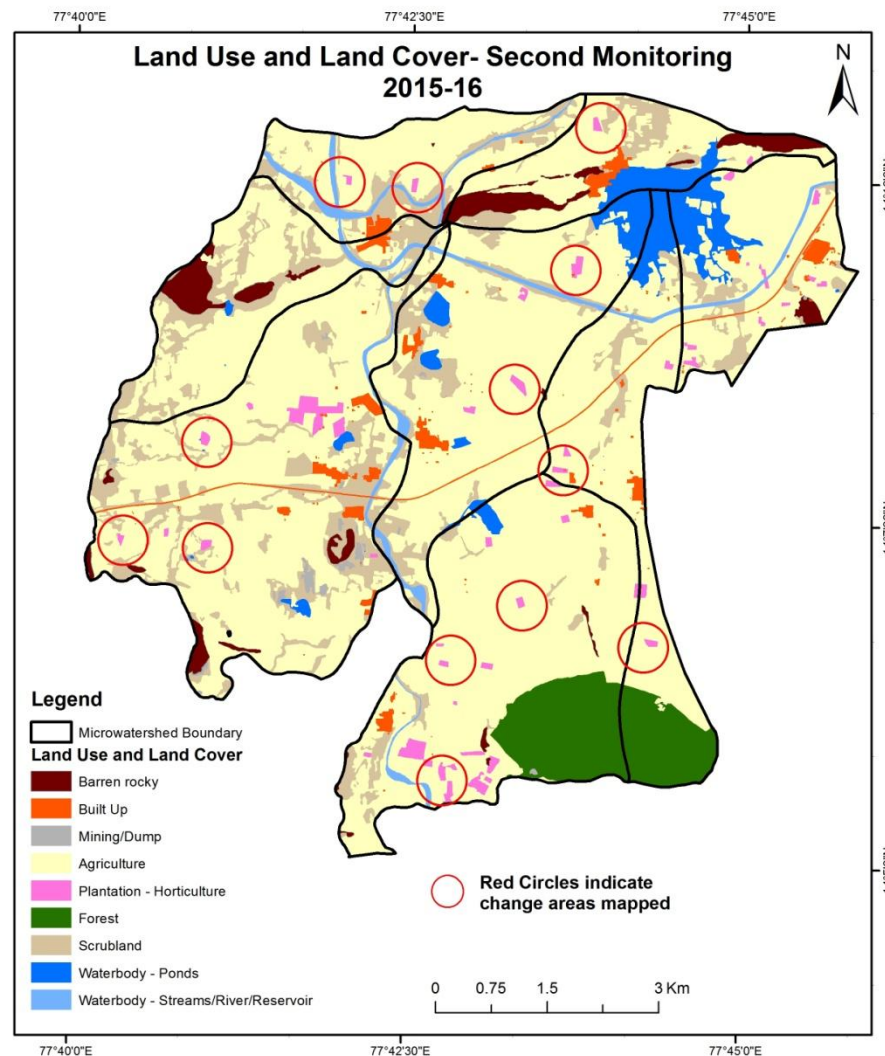 77°40'0"E 77°42'30"E 77°45'0"E
Land Use and Land Cover- Second Monitoring
2015-16
N
Legend
Microwatershed Boundary
Land Use and Land Cover
Barren rocky
Built Up
Mining/Dump
Agriculture
Plantation - Horticulture
Forest
Scrubland
Waterbody - Ponds
Waterbody - Streams/River/Reservoir
Red Circles indicate
change areas mapped
0 0.75 1.5 3 Km
77°40'0"E 77°42'30"E 77°45'0"E